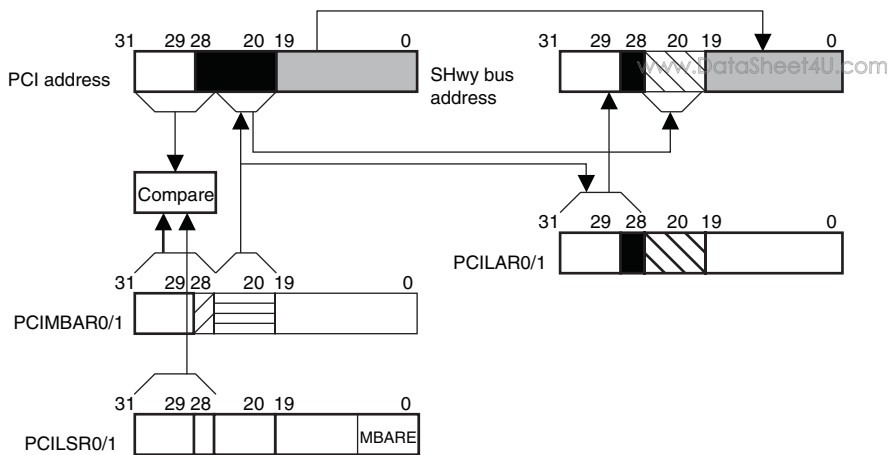 31 29 28 20 19 0
PCI address
31 29 28 20 19 0
SHwy bus
address
www.DataSheet4U.com
Compare
31 29 28 20 19 0
PCILAR0/1
31 29 28 20 19 0
PCIMBAR0/1
31 29 28 20 19 0
PCILSR0/1
MBARE